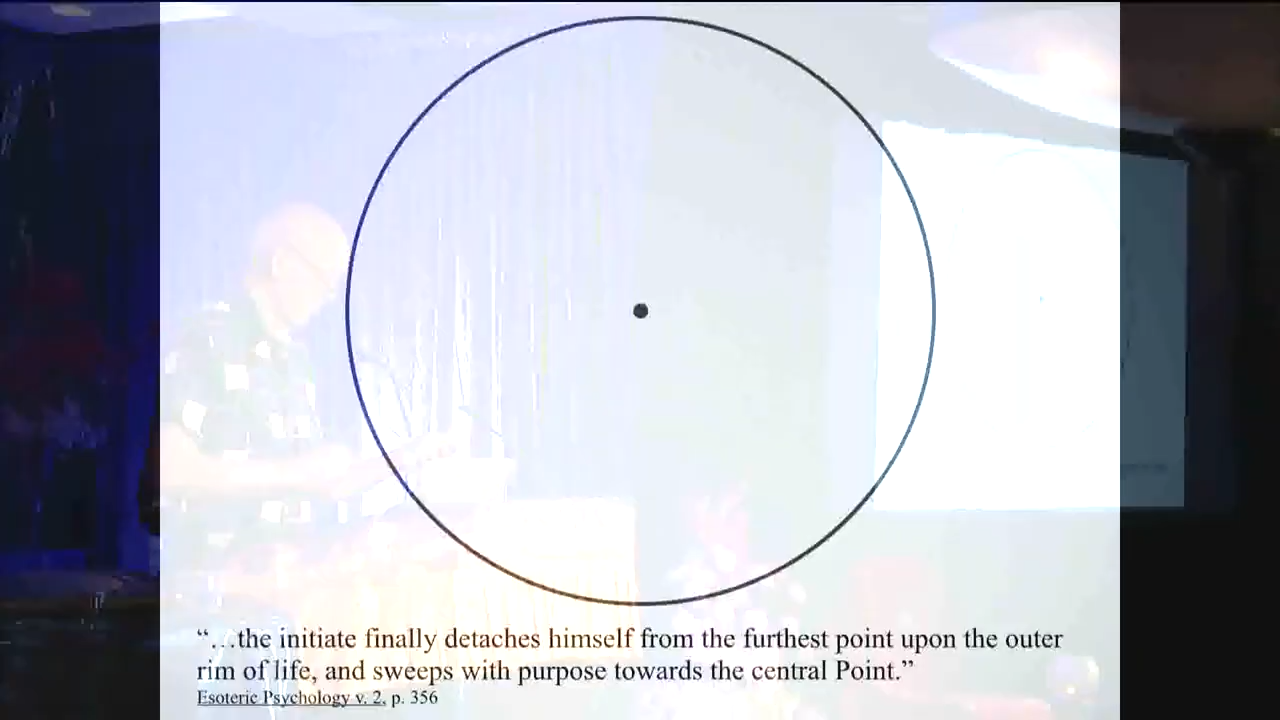 “…the initiate finally detaches himself from the furthest point upon the outer
rim of life, and sweeps with purpose towards the central Point.”
Esoteric Psychology v. 2, p. 356